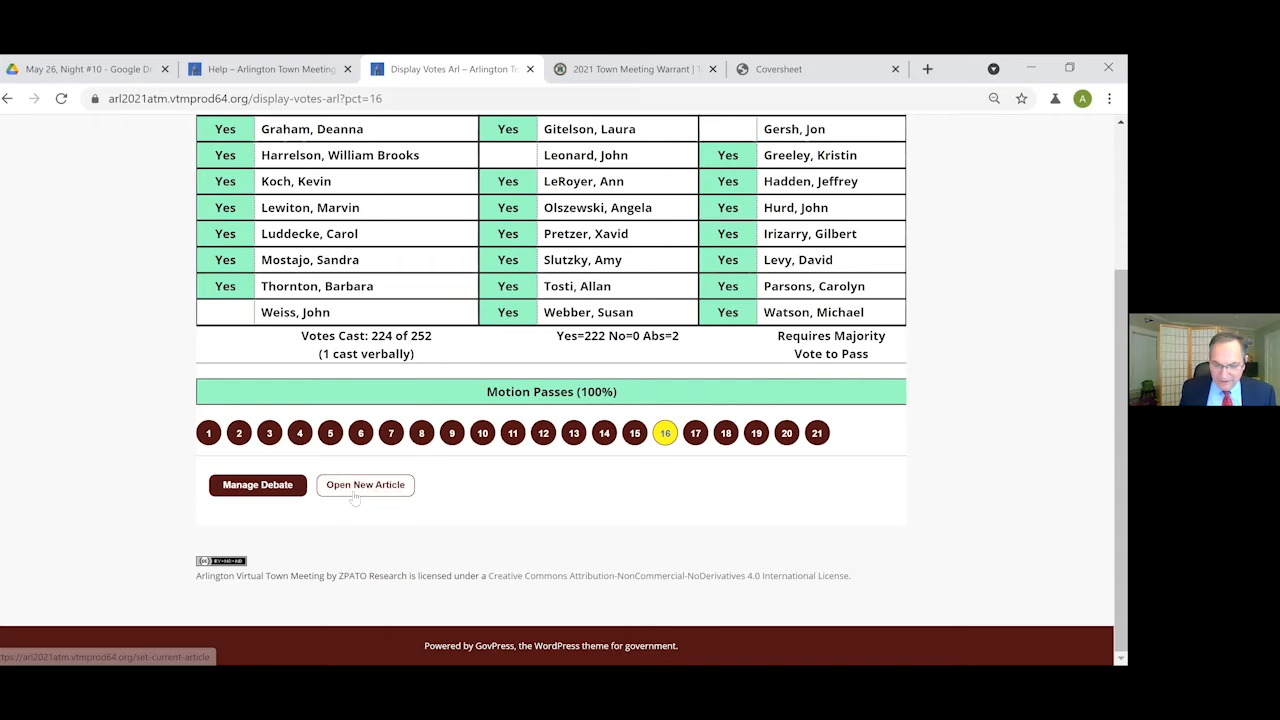 May 26, Night #10 - Google Dr
Help – Arlington Town Meeting
Display Votes Arl – Arlington To
2021 Town Meeting Warrant |
Coversheet
arl2021atm.vtmprod64.org/display-votes-arl?pct=16
A
Yes Graham, Deanna Yes Gitelson, Laura Gersh, Jon
Yes Harrelson, William Brooks Leonard, John Yes Greeley, Kristin
Yes Koch, Kevin Yes LeRoyer, Ann Yes Hadden, Jeffrey
Yes Lewiton, Marvin Yes Olszewski, Angela Yes Hurd, John
Yes Luddecke, Carol Yes Pretzer, Xavid Yes Irizarry, Gilbert
Yes Mostajo, Sandra Yes Slutzky, Amy Yes Levy, David
Yes Thornton, Barbara Yes Tosti, Allan Yes Parsons, Carolyn
Weiss, John Yes Webber, Susan Yes Watson, Michael
Votes Cast: 224 of 252 Yes=222 No=0 Abs=2 Requires Majority
(1 cast verbally) Vote to Pass
Motion Passes (100%)
1 2 3 4 5 6 7 8 9 10 11 12 13 14 15 16 17 18 19 20 21
Manage Debate Open New Article
BY-NC-ND
Arlington Virtual Town Meeting by ZPATO Research is licensed under a Creative Commons Attribution-NonCommercial-NoDerivatives 4.0 International License.
Powered by GovPress, the WordPress theme for government.
ttps://arl2021atm.vtmprod64.org/set-current-article